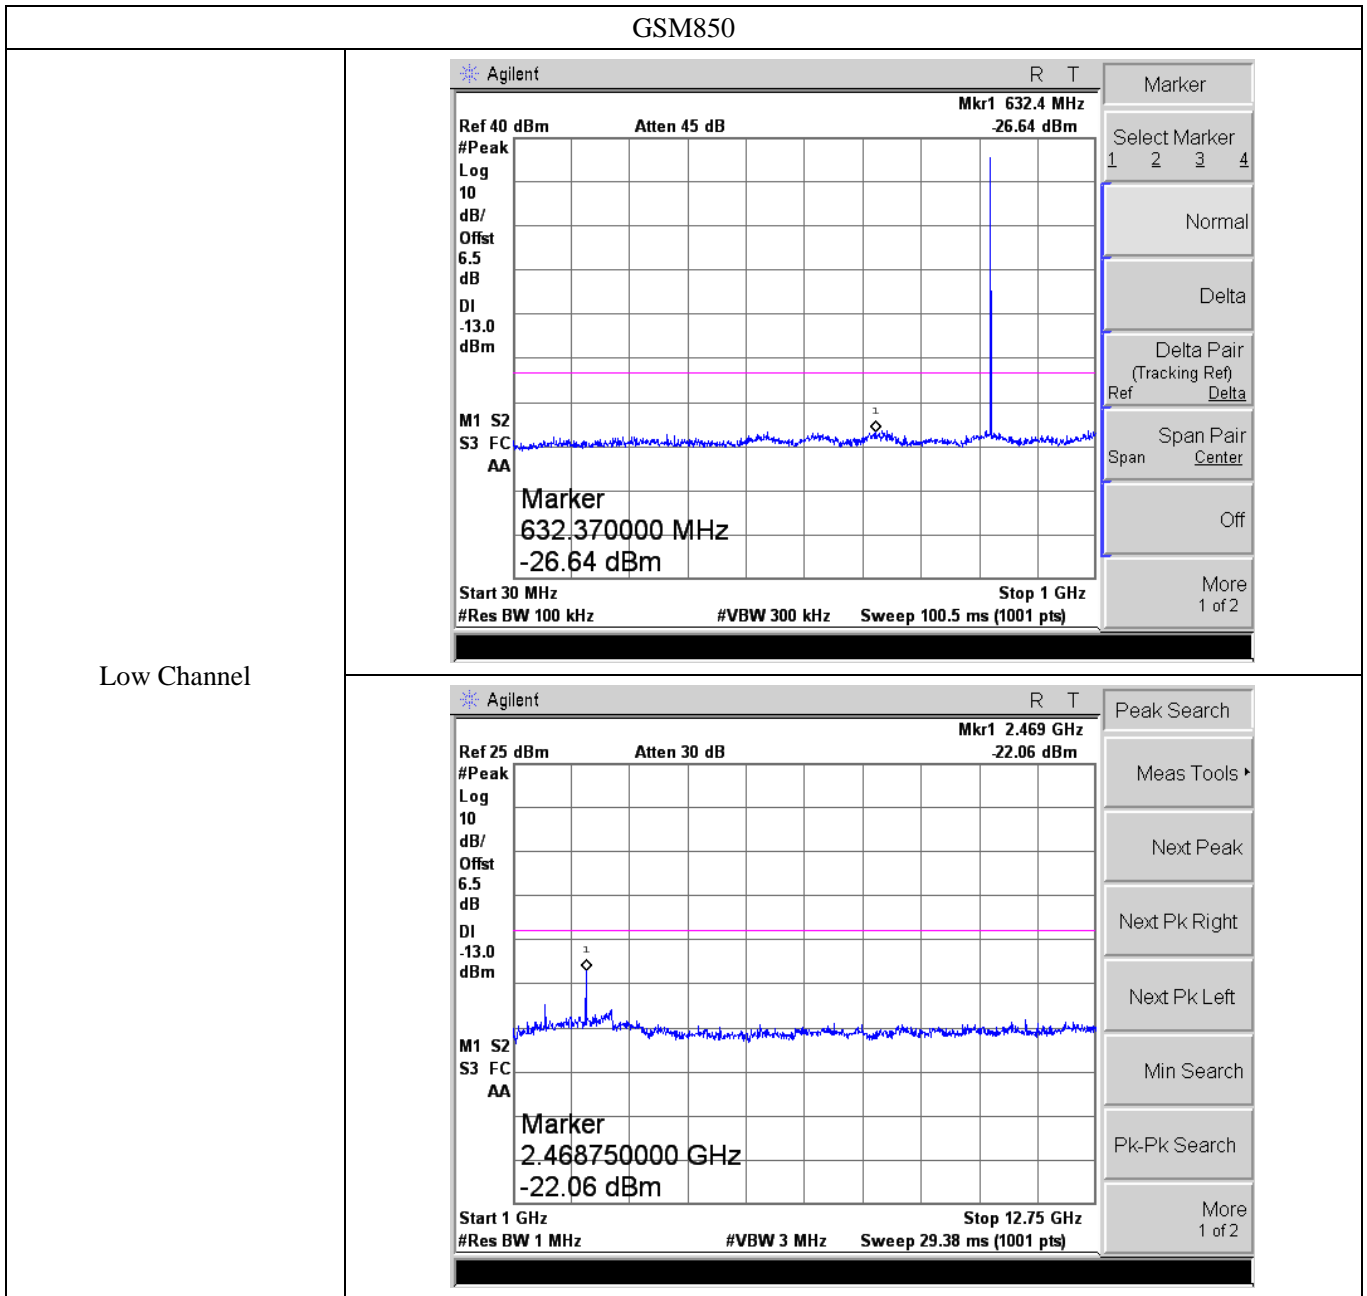 GSM850
Low Channel
Agilent R T
Mkr1 632.4 MHz
Ref 40 dBm Atten 45 dB -26.64 dBm
#Peak
Log
10
dB/
Offst
6.5
dB
DI
-13.0
dBm
M1 S2
S3 FC
AA
1
Marker
632.370000 MHz
-26.64 dBm
Start 30 MHz Stop 1 GHz
#Res BW 100 kHz #VBW 300 kHz Sweep 100.5 ms (1001 pts)
Marker
Select Marker
1 2 3 4
Normal
Delta
Delta Pair
(Tracking Ref)
Ref Delta
Span Pair
Span Center
Off
More
1 of 2
Agilent R T
Mkr1 2.469 GHz
Ref 25 dBm Atten 30 dB -22.06 dBm
#Peak
Log
10
dB/
Offst
6.5
dB
DI
-13.0
dBm
M1 S2
S3 FC
AA
1
Marker
2.468750000 GHz
-22.06 dBm
Start 1 GHz Stop 12.75 GHz
#Res BW 1 MHz #VBW 3 MHz Sweep 29.38 ms (1001 pts)
Peak Search
Meas Tools
Next Peak
Next Pk Right
Next Pk Left
Min Search
Pk-Pk Search
More
1 of 2